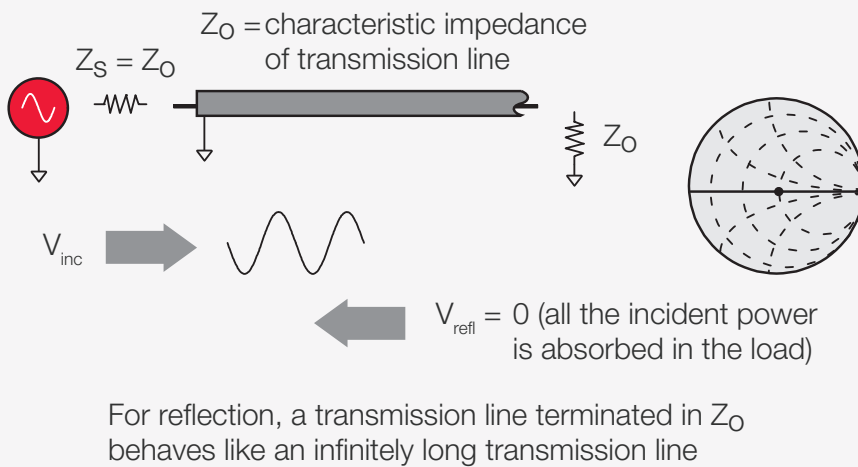 Z₀ = characteristic impedance
of transmission line
Zₛ = Z₀
Z₀
V_inc
V_refl = 0 (all the incident power
is absorbed in the load)
For reflection, a transmission line terminated in Z₀
behaves like an infinitely long transmission line